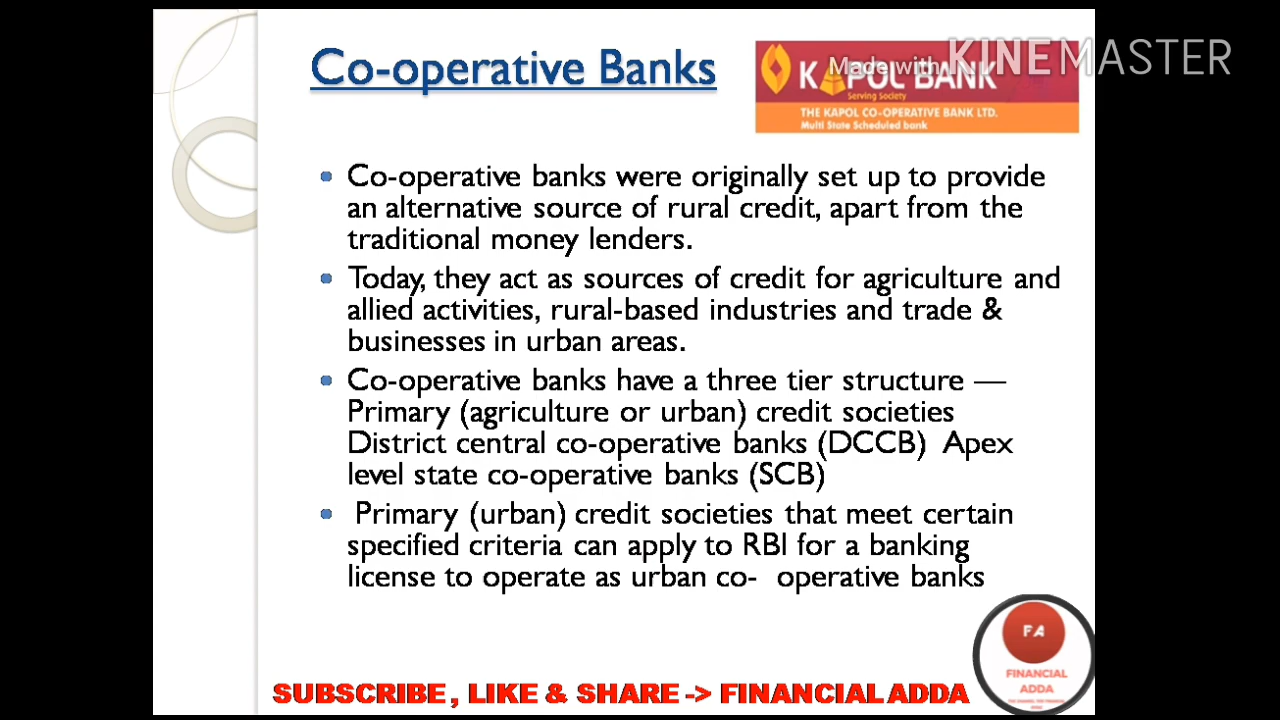 Co-operative Banks
Made with KINEMASTER
KAPOL BANK
Serving Society
THE KAPOL CO-OPERATIVE BANK LTD.
Multi State Scheduled bank
Co-operative banks were originally set up to provide
an alternative source of rural credit, apart from the
traditional money lenders.
Today, they act as sources of credit for agriculture and
allied activities, rural-based industries and trade &
businesses in urban areas.
Co-operative banks have a three tier structure —
Primary (agriculture or urban) credit societies
District central co-operative banks (DCCB) Apex
level state co-operative banks (SCB)
Primary (urban) credit societies that meet certain
specified criteria can apply to RBI for a banking
license to operate as urban co- operative banks
FA
FINANCIAL
ADDA
SUBSCRIBE, LIKE & SHARE -> FINANCIAL ADDA